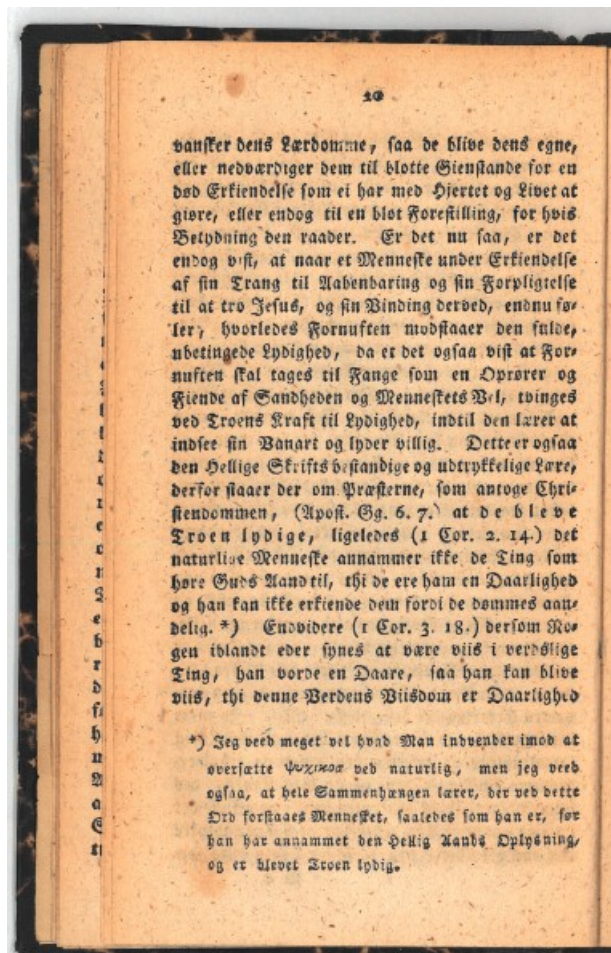 20
vansker dens Lærdomme, saa de blive dens egne,
eller nedværdiger dem til blotte Gienstande for en
død Erkiendelse som ei har med Hjertet og Livet at
giøre, eller endog til en blot Forestilling, for hvis
Betydning den raader. Er det nu saa, er det
endog vist, at naar et Menneske under Erkiendelse
af sin Trang til Aabenbaring og sin Forpligtelse
til at tro Jesus, og sin Vinding derved, endnu fø-
ler, hvorledes Fornuften modstaaer den fulde,
ubetingede Lydighed, da er det ogsaa vist at For-
nuften skal tages til Fange som en Oprører og
Fiende af Sandheden og Menneskets Vel, tvinges
ved Troens Kraft til Lydighed, indtil den lærer at
indsee sin Vanart og lyder villig. Dette er ogsaa
den Hellige Skrifts bestandige og udtrykkelige Lære,
derfor staaer der om Præsterne, som antoge Chri-
stendommen, (Apost. Gg. 6. 7.) at de bleve
Troen lydige, ligeledes (1 Cor. 2. 14.) det
naturlige Menneske annammer ikke de Ting som
høre Guds Aand til, thi de ere ham en Daarlighed
og han kan ikke erkiende dem fordi de dømmes aan-
delig. *) Endvidere (1 Cor. 3. 18.) dersom No-
gen iblandt eder synes at være viis i verdslige
Ting, han vorde en Daare, saa han kan blive
viis, thi denne Verdens Viisdom er Daarlighed
*) Jeg veed meget vel hvad Man indvender imod at
oversætte ψυχικοσ ved naturlig, men jeg veed
ogsaa, at hele Sammenhængen lærer, der ved dette
Ord forstaaes Mennesket, saaledes som han er, før
han har annammet den Hellig Aands Oplysning,
og er blevet Troen lydig.